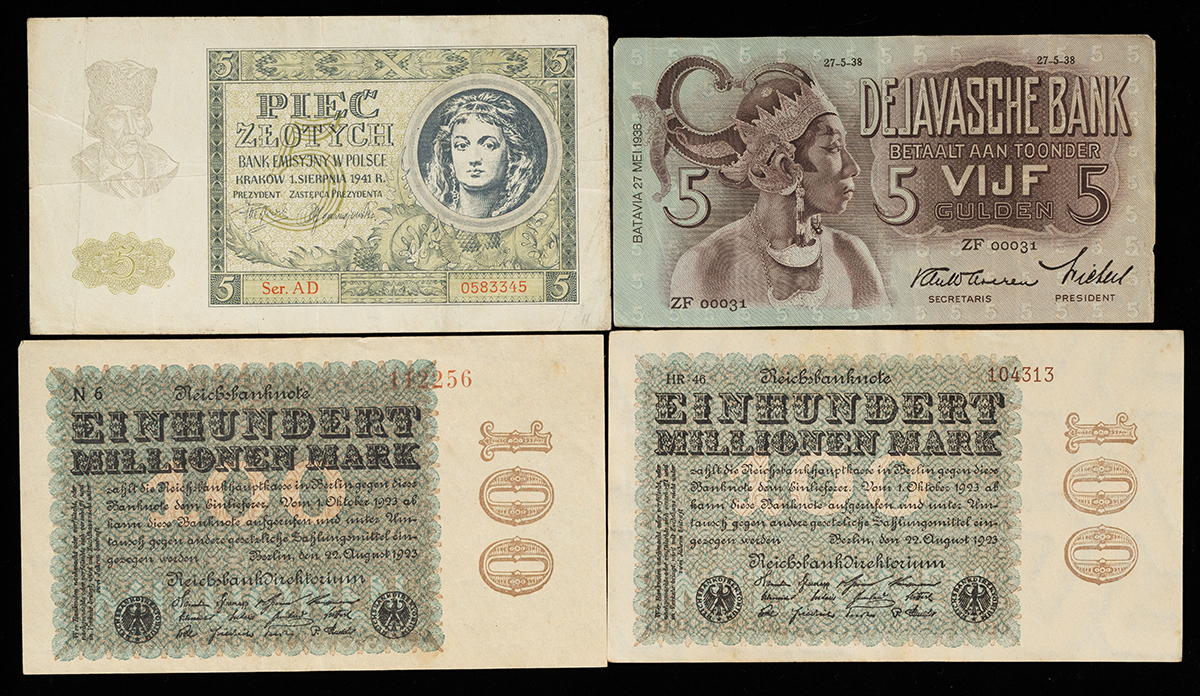 5 5
PIĘĆ
ZŁOTYCH
BANK EMISYJNY W POLSCE
KRAKÓW 1. SIERPNIA 1941 R.
PREZYDENT ZASTĘPCA PREZYDENTA
5
5 Ser. AD 0583345 5
27-5-38 27-5-38
DE JAVASCHE BANK
BETAALT AAN TOONDER
5 5 VIJF 5
GULDEN
BATAVIA 27 MEI 1938
ZF 00031
ZF 00031
SECRETARIS PRESIDENT
N 6 Reichsbanknote 112256
EINHUNDERT
MILLIONEN MARK
zahlt die Reichsbankhauptkasse in Berlin gegen diese
Banknote dem Einlieferer. Vom 1. Oktober 1923 ab
kann diese Banknote aufgerufen und unter Um-
tausch gegen andere gesetzliche Zahlungsmittel ein-
gezogen werden Berlin, den 22. August 1923
Reichsbankdirektorium
100
HR-46 Reichsbanknote 104313
EINHUNDERT
MILLIONEN MARK
zahlt die Reichsbankhauptkasse in Berlin gegen diese
Banknote dem Einlieferer. Vom 1. Oktober 1923 ab
kann diese Banknote aufgerufen und unter Um-
tausch gegen andere gesetzliche Zahlungsmittel ein-
gezogen werden Berlin, den 22. August 1923
Reichsbankdirektorium
100